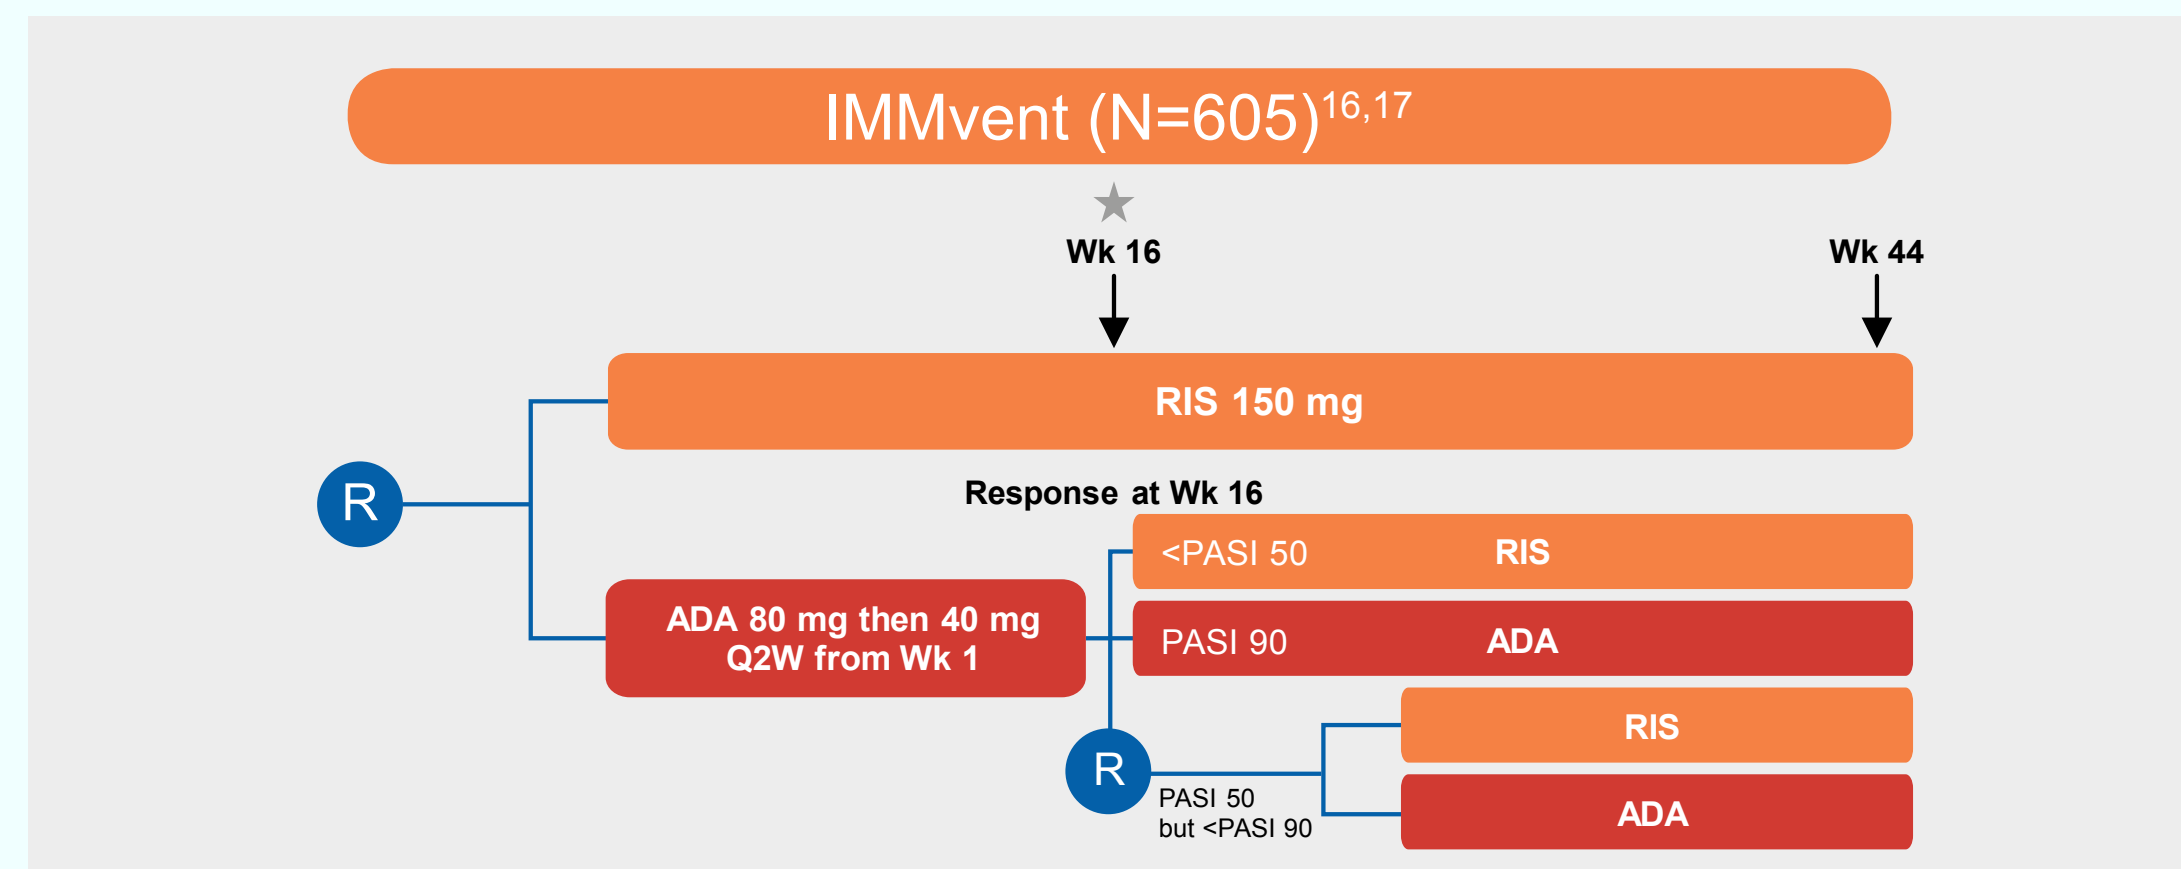 IMMvent (N=605)16,17
Wk 16
Wk 44
RIS 150 mg
R
Response at Wk 16
<PASI 50 RIS
ADA 80 mg then 40 mg
Q2W from Wk 1
PASI 90 ADA
RIS
R
PASI 50
but <PASI 90
ADA